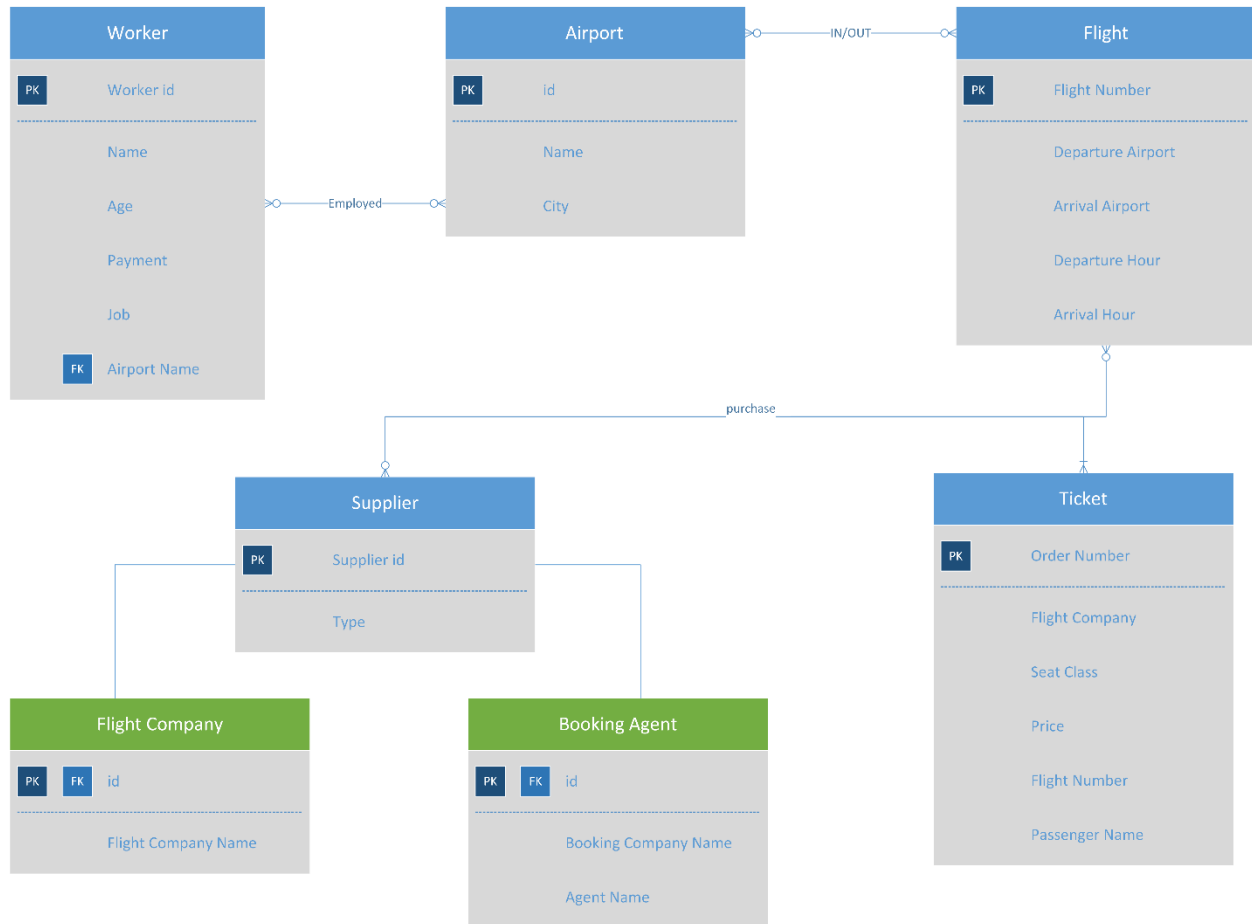 Worker
PK Worker id
Name
Age
Payment
Job
FK Airport Name
Employed
Airport
PK id
Name
City
IN/OUT
Flight
PK Flight Number
Departure Airport
Arrival Airport
Departure Hour
Arrival Hour
purchase
Supplier
PK Supplier id
Type
Ticket
PK Order Number
Flight Company
Seat Class
Price
Flight Number
Passenger Name
Flight Company
PK FK id
Flight Company Name
Booking Agent
PK FK id
Booking Company Name
Agent Name